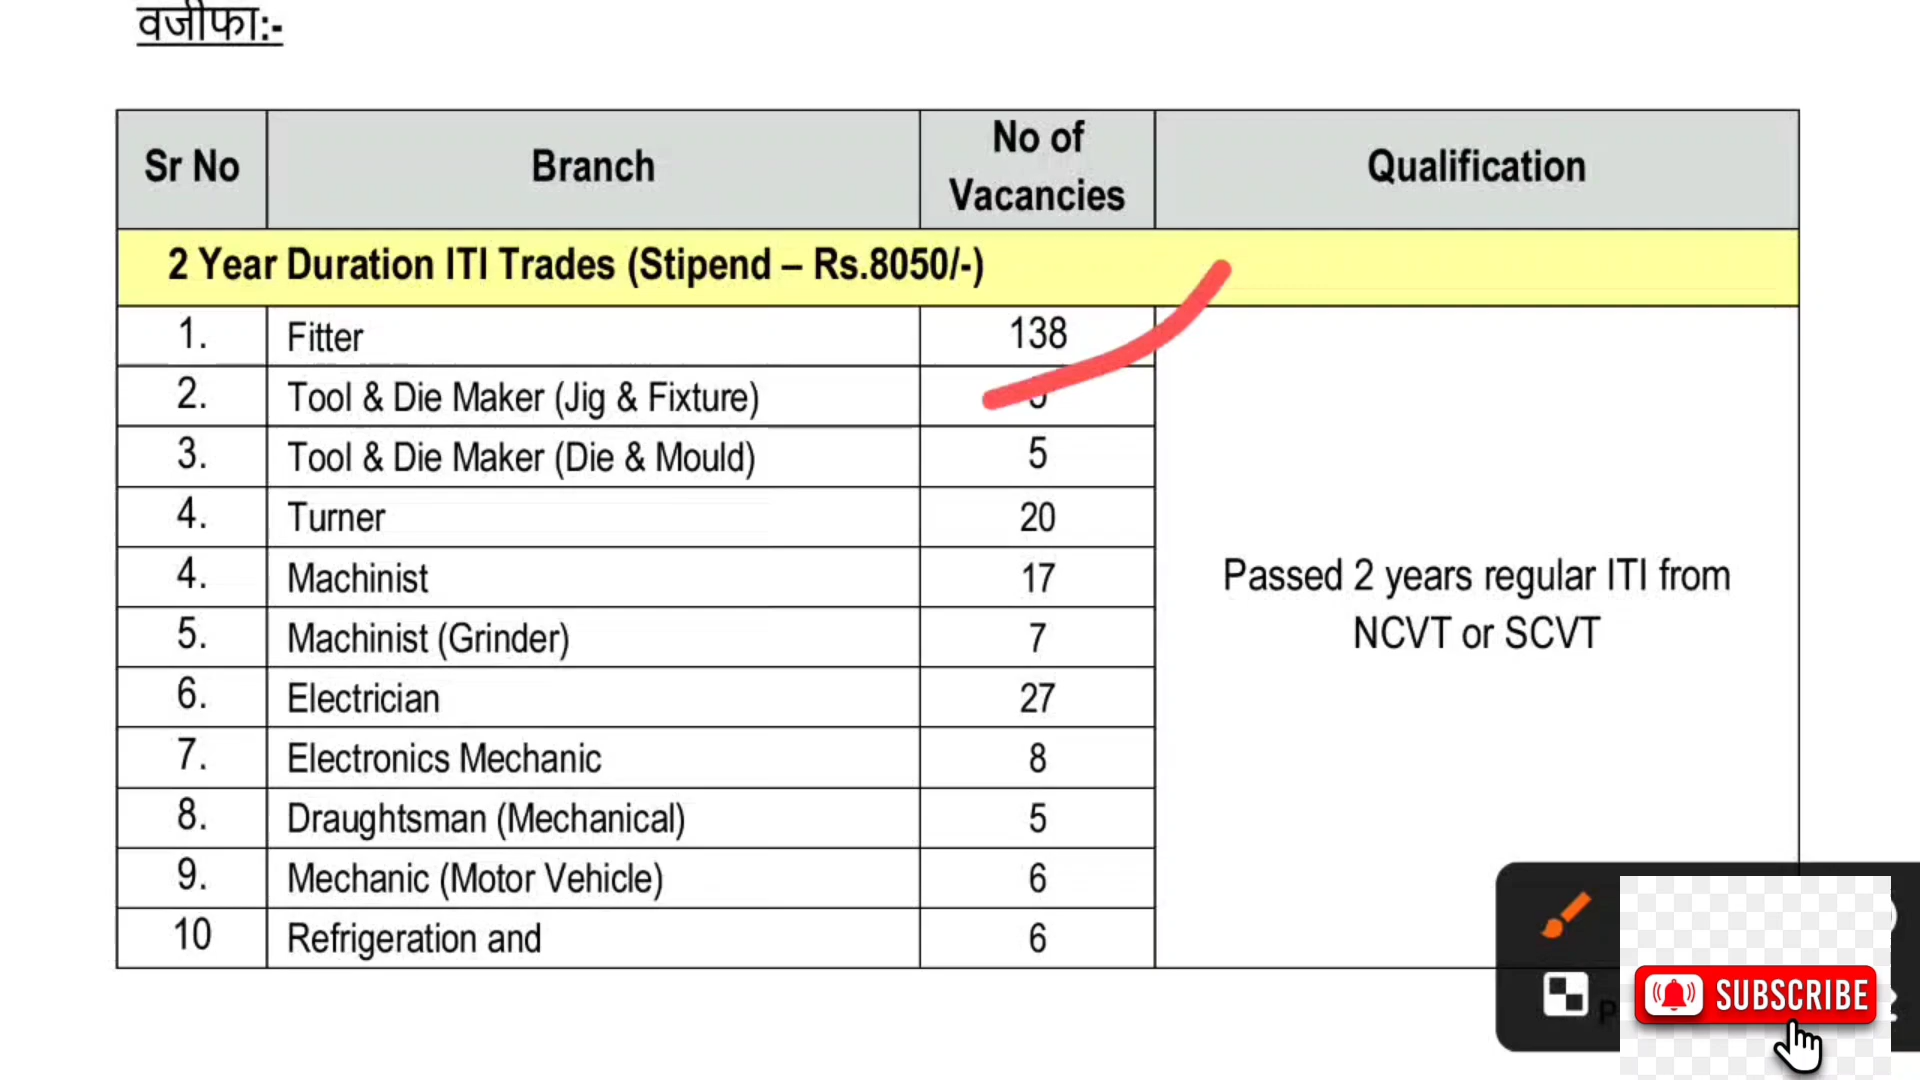 वजीफा:-
Sr No Branch No of Vacancies Qualification
2 Year Duration ITI Trades (Stipend – Rs.8050/-)
1. Fitter 138
2. Tool & Die Maker (Jig & Fixture)
3. Tool & Die Maker (Die & Mould) 5
4. Turner 20
4. Machinist 17
5. Machinist (Grinder) 7
6. Electrician 27
7. Electronics Mechanic 8
8. Draughtsman (Mechanical) 5
9. Mechanic (Motor Vehicle) 6
10 Refrigeration and 6
Passed 2 years regular ITI from
NCVT or SCVT
SUBSCRIBE